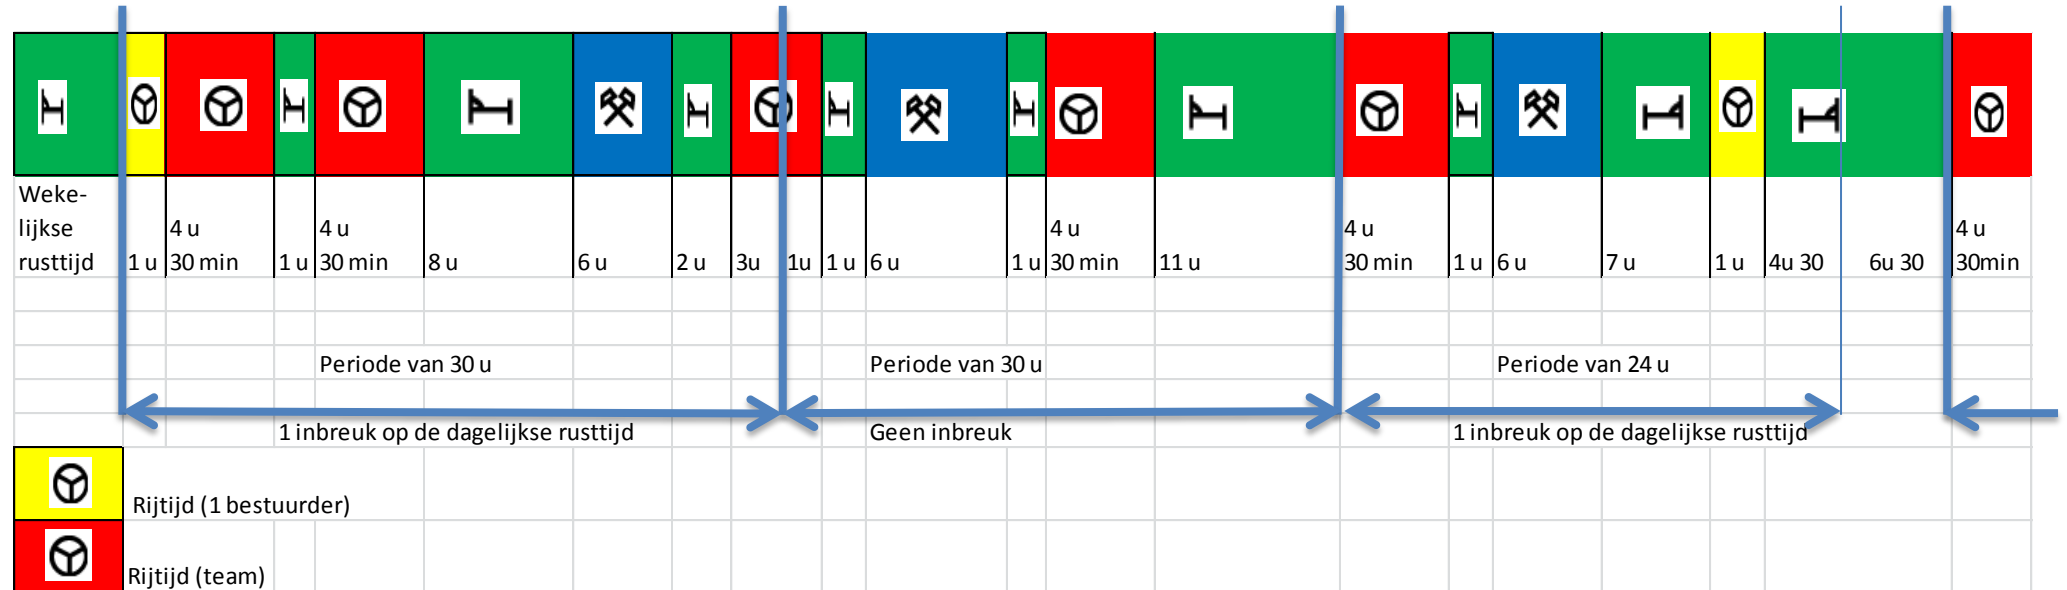 Weke-
lijkse
rusttijd
1 u
4 u
30 min
1 u
4 u
30 min
8 u
6 u
2 u
3u
1u
1 u
6 u
1 u
4 u
30 min
11 u
4 u
30 min
1 u
6 u
7 u
1 u
4u 30
6u 30
4 u
30min
Periode van 30 u
Periode van 30 u
Periode van 24 u
1 inbreuk op de dagelijkse rusttijd
Geen inbreuk
1 inbreuk op de dagelijkse rusttijd
Rijtijd (1 bestuurder)
Rijtijd (team)